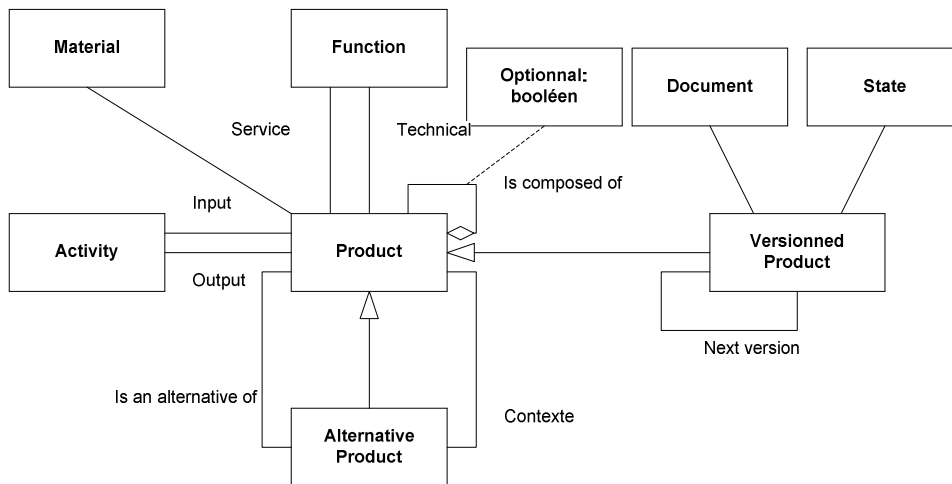 Material
Function
Optionnal:
booléen
Document
State
Service
Technical
Is composed of
Input
Activity
Product
Versionned
Product
Output
Next version
Is an alternative of
Contexte
Alternative
Product